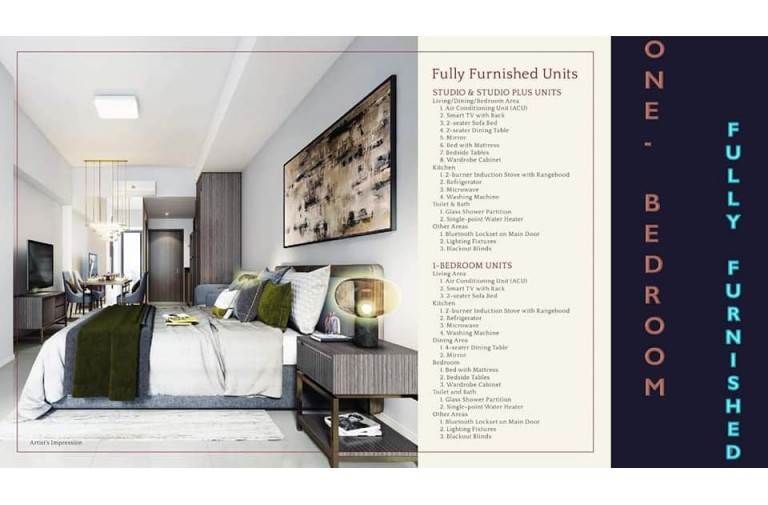 Fully Furnished Units
STUDIO & STUDIO PLUS UNITS
Living/Dining/Bedroom Area
1. Air Conditioning Unit (ACU)
2. Smart TV with Rack
3. 2-seater Sofa Bed
4. 2-seater Dining Table
5. Mirror
6. Bed with Mattress
7. Bedside Tables
8. Wardrobe Cabinet
Kitchen
1. 2-burner Induction Stove with Rangehood
2. Refrigerator
3. Microwave
4. Washing Machine
Toilet & Bath
1. Glass Shower Partition
2. Single-point Water Heater
Other Areas
1. Bluetooth Lockset on Main Door
2. Lighting Fixtures
3. Blackout Blinds
1-BEDROOM UNITS
Living Area
1. Air Conditioning Unit (ACU)
2. Smart TV with Rack
3. 2-seater Sofa Bed
Kitchen
1. 2-burner Induction Stove with Rangehood
2. Refrigerator
3. Microwave
4. Washing Machine
Dining Area
1. 4-seater Dining Table
2. Mirror
Bedroom
1. Bed with Mattress
2. Bedside Tables
3. Wardrobe Cabinet
Toilet and Bath
1. Glass Shower Partition
2. Single-point Water Heater
Other Areas
1. Bluetooth Lockset on Main Door
2. Lighting Fixtures
3. Blackout Blinds
Artist's Impression
ONE - BEDROOM
FULLY FURNISHED